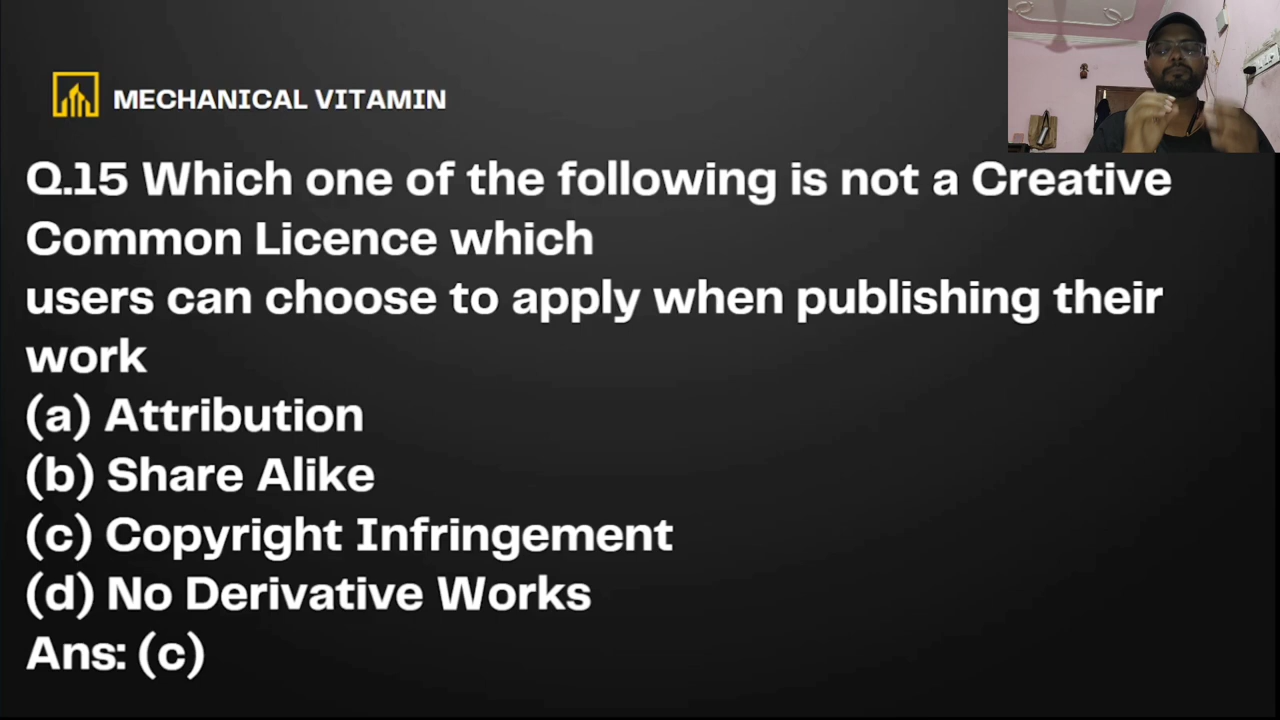 MECHANICAL VITAMIN
Q.15 Which one of the following is not a Creative
Common Licence which
users can choose to apply when publishing their
work
(a) Attribution
(b) Share Alike
(c) Copyright Infringement
(d) No Derivative Works
Ans: (c)